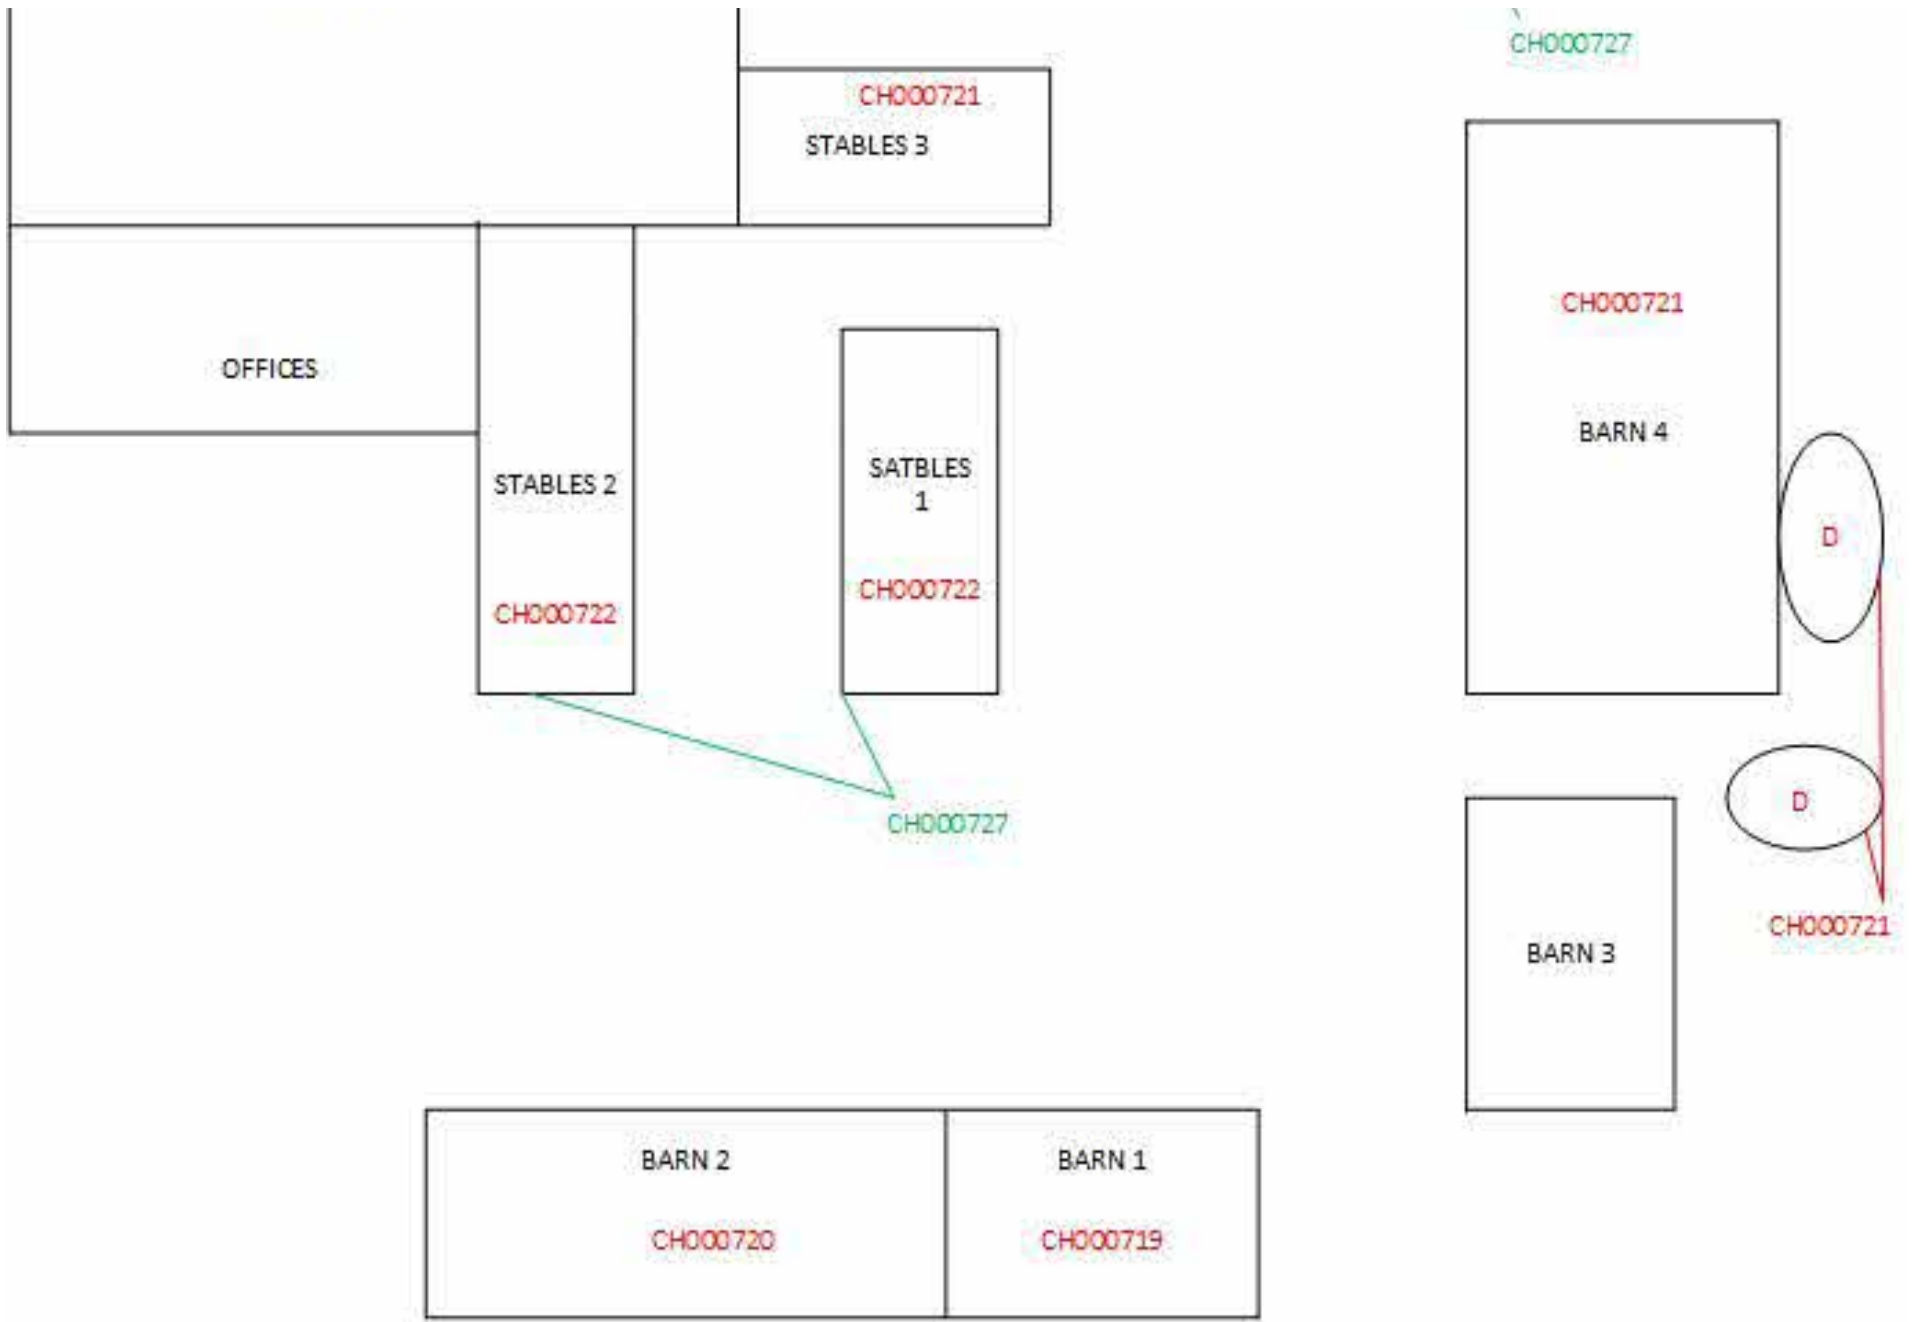 CH000727
CH000721
STABLES 3
CH000721
OFFICES
BARN 4
SATBLES
1
STABLES 2
D
CH000722
CH000722
D
CH000727
CH000721
BARN 3
BARN 2
BARN 1
CH000720
CH000719